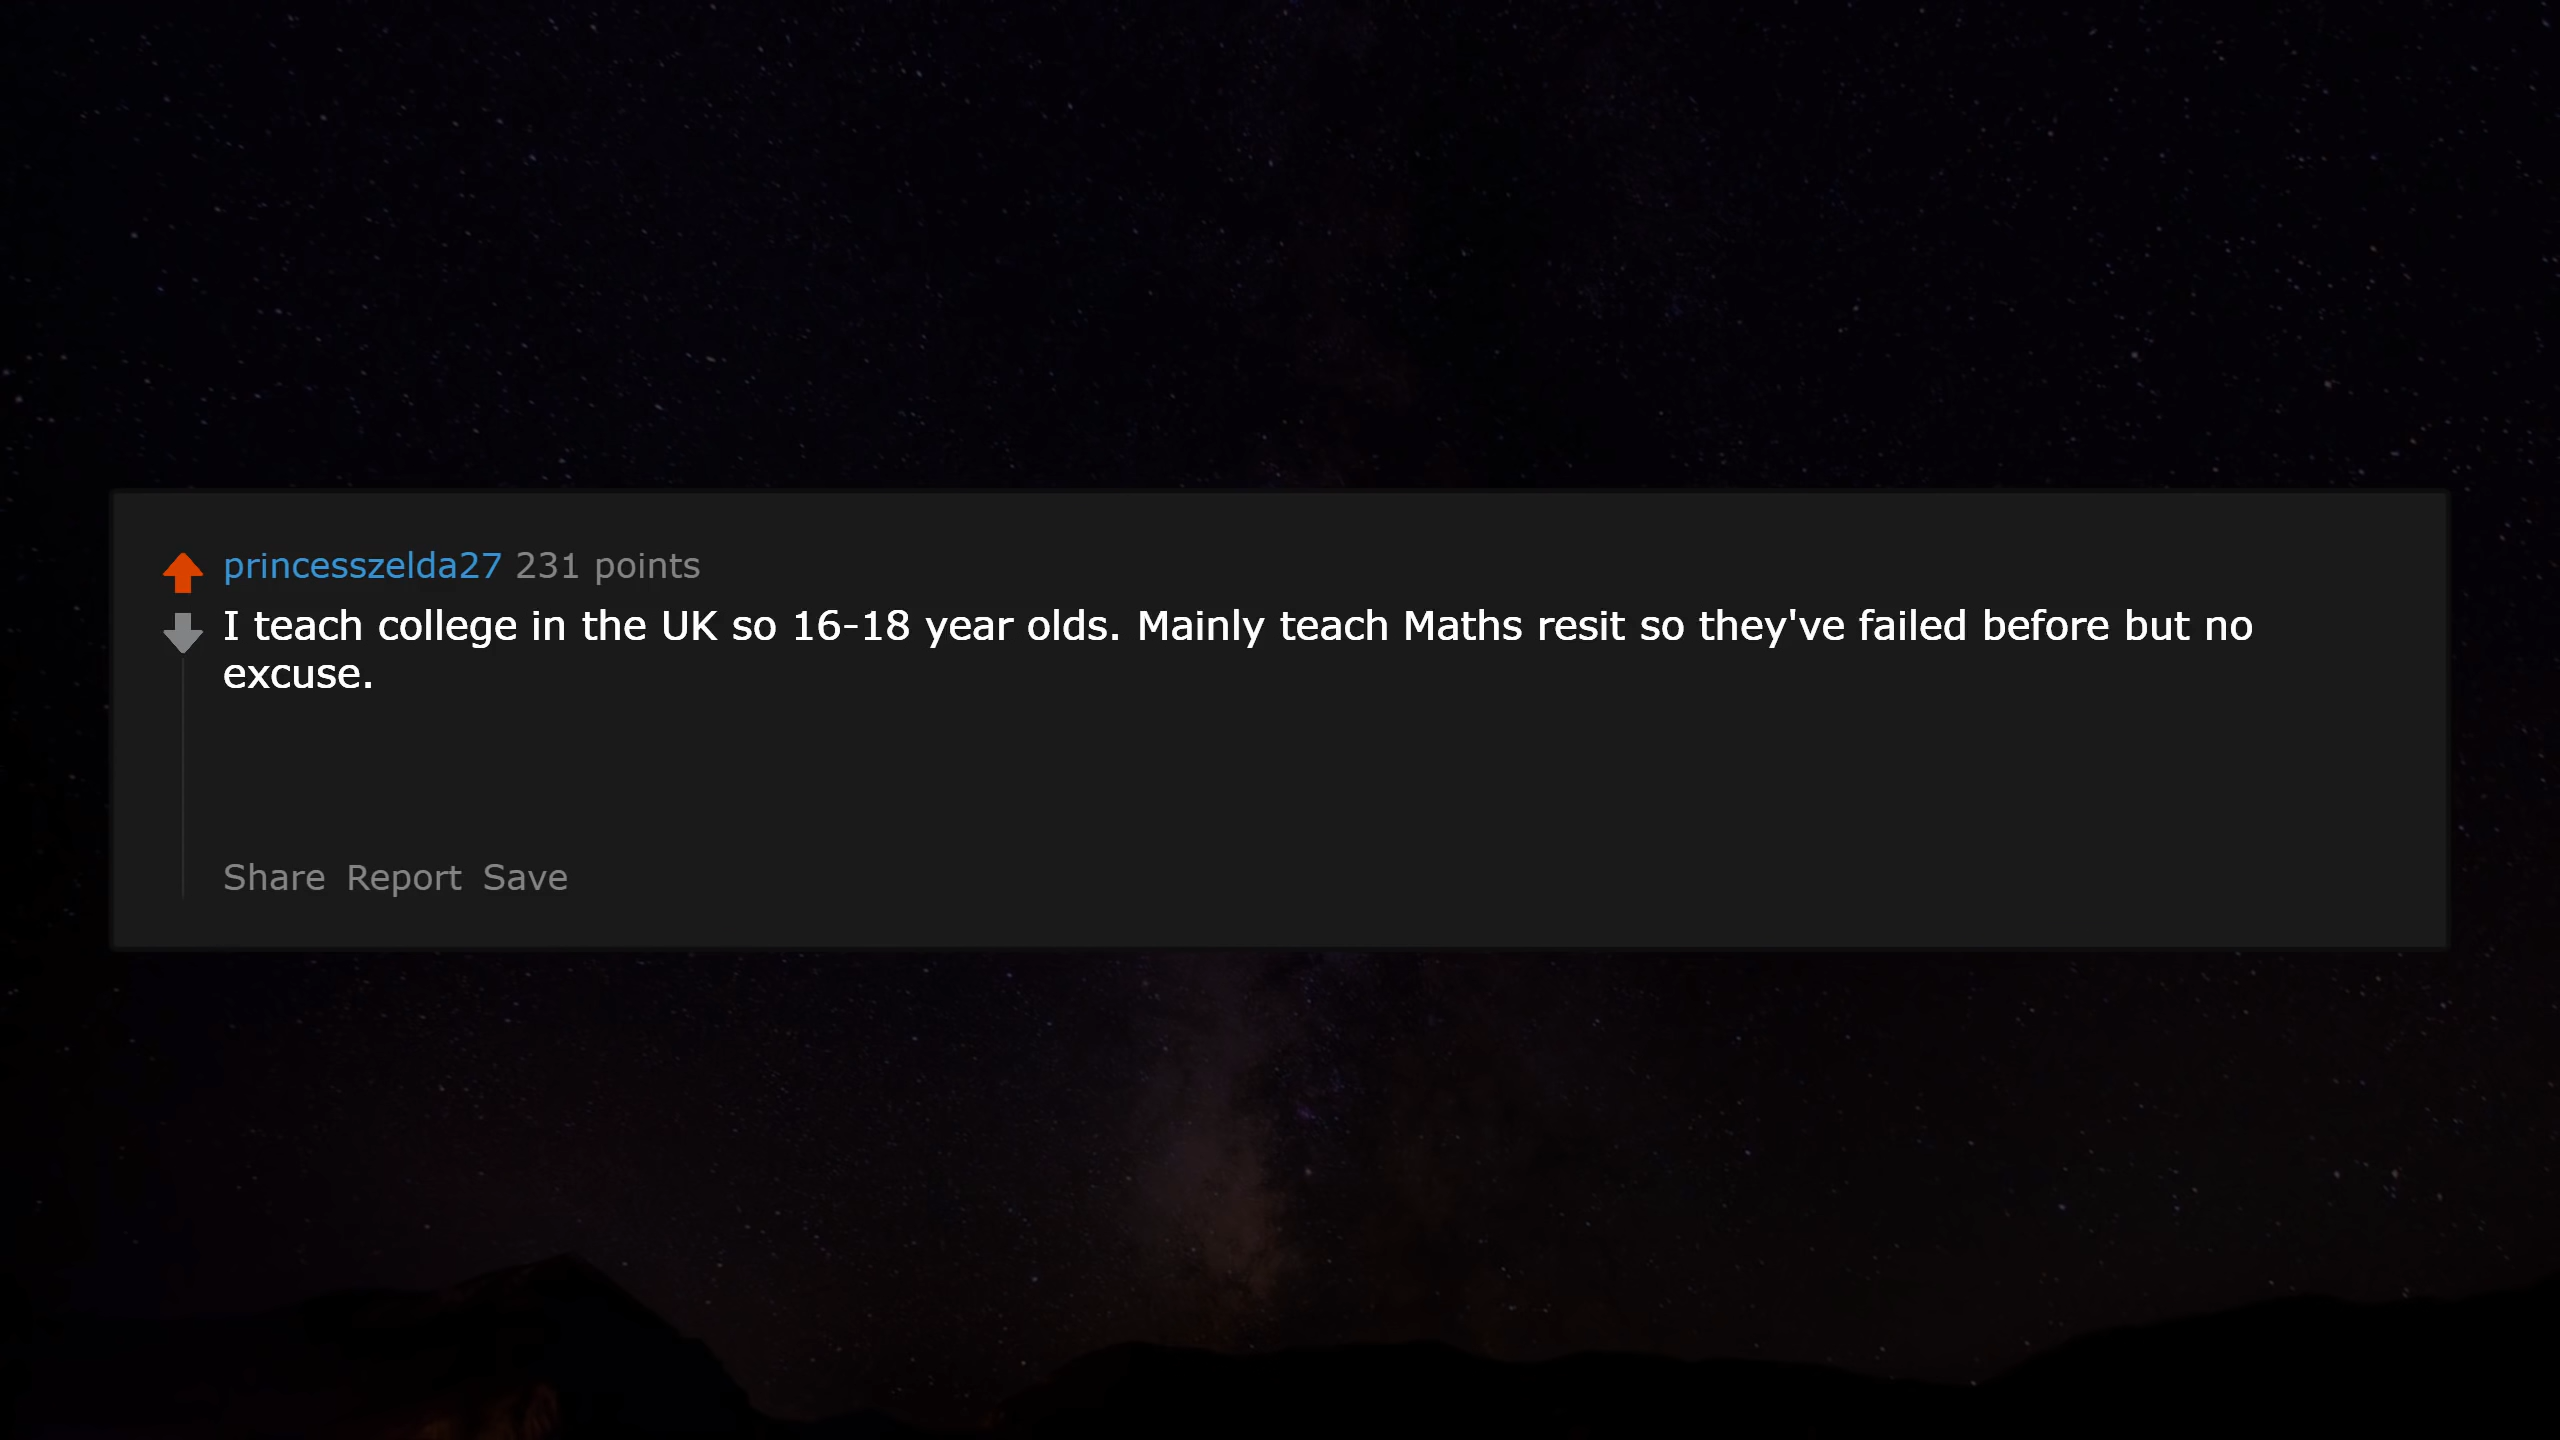 princesszelda27 231 points
I teach college in the UK so 16-18 year olds. Mainly teach Maths resit so they've failed before but no
excuse.
Share Report Save